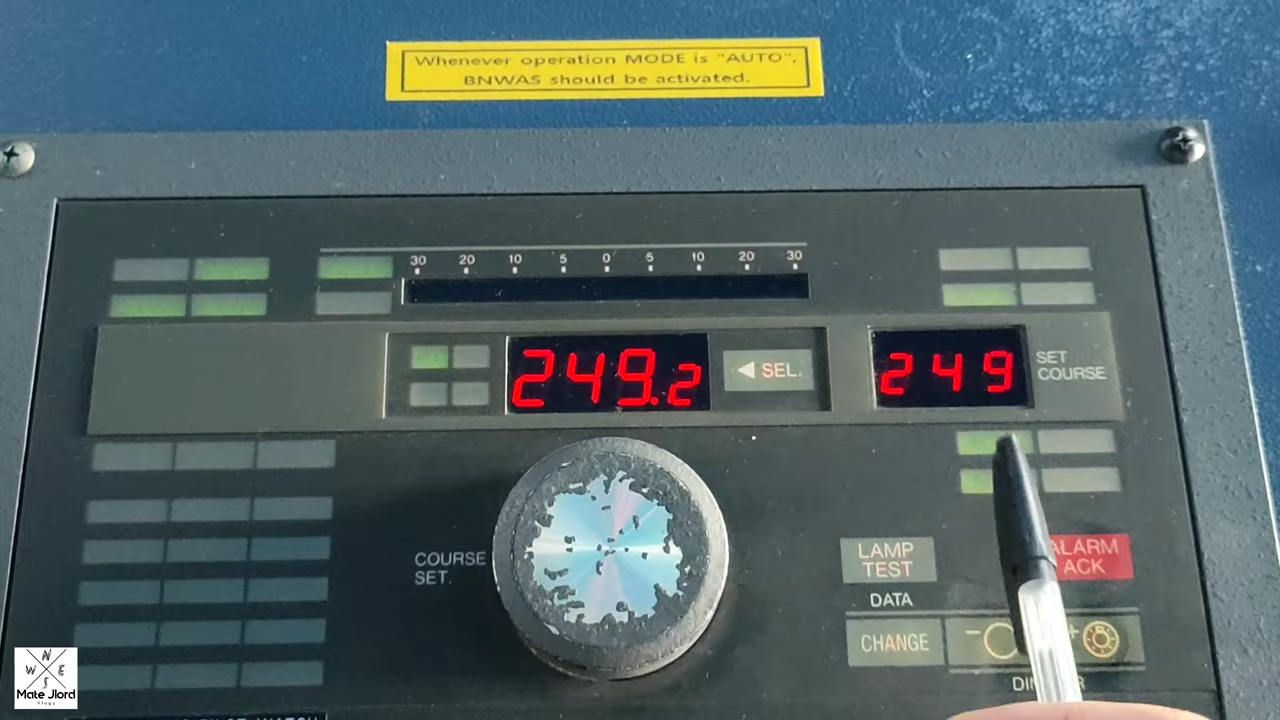 Whenever operation MODE is "AUTO",
BNWAS should be activated.
30 20 10 5 0 5 10 20 30
249.2
◀ SEL.
249
SET
COURSE
COURSE
SET.
LAMP
TEST
ALARM
ACK
DATA
CHANGE
- +
N
W E
S
Mate Jlord
Vlogs